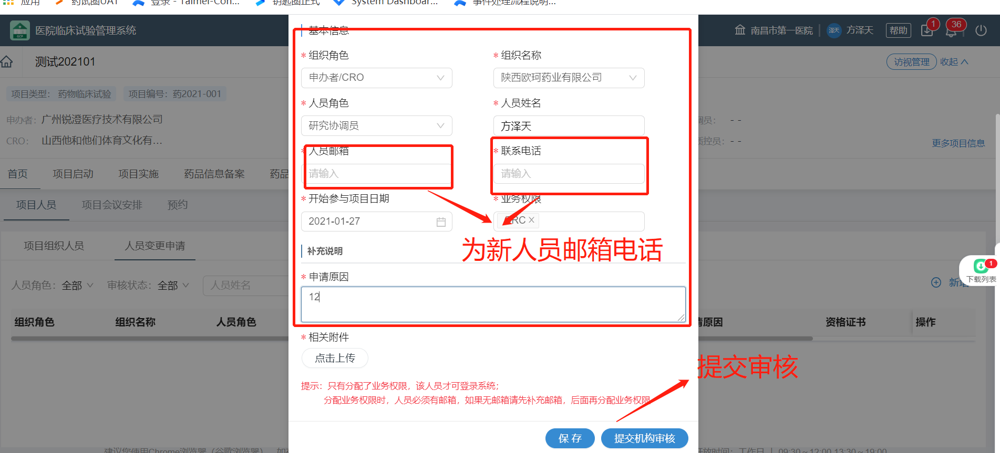 应用
药试圈UAT
登录 - Taimei-Con...
钥匙圈正式
System Dashboar...
事件处理流程说明...
GCP
医院临床试验管理系统
南昌市第一医院
泽天
方泽天
帮助
1
36
测试202101
访视管理
收起
项目类型： 药物临床试验
项目编号：药2021-001
申办者：
广州锐澄医疗技术有限公司
CRO：
山西他和他们体育文化有...
调员： - -
质控员： - -
更多项目信息
首页
项目启动
项目实施
药品信息备案
药品
项目人员
项目会议安排
预约
项目组织人员
人员变更申请
人员角色：全部
审核状态：全部
人员姓名
新增
1
下载列表
组织角色
组织名称
人员角色
请原因
资格证书
操作
基本信息
* 组织角色
* 组织名称
申办者/CRO
陕西欧珂药业有限公司
* 人员角色
* 人员姓名
研究协调员
方泽天
* 人员邮箱
* 联系电话
请输入
请输入
* 开始参与项目日期
* 业务权限
2021-01-27
CRC
为新人员邮箱电话
补充说明
* 申请原因
12
* 相关附件
点击上传
提交审核
提示：只有分配了业务权限，该人员才可登录系统；
分配业务权限时，人员必须有邮箱，如果无邮箱请先补充邮箱，后面再分配业务权限
保 存
提交机构审核
建议您使用Chrome浏览器（谷歌浏览器），如
开放时间：工作日 | 09:30 ~ 12:00 13:30 ~ 19:00